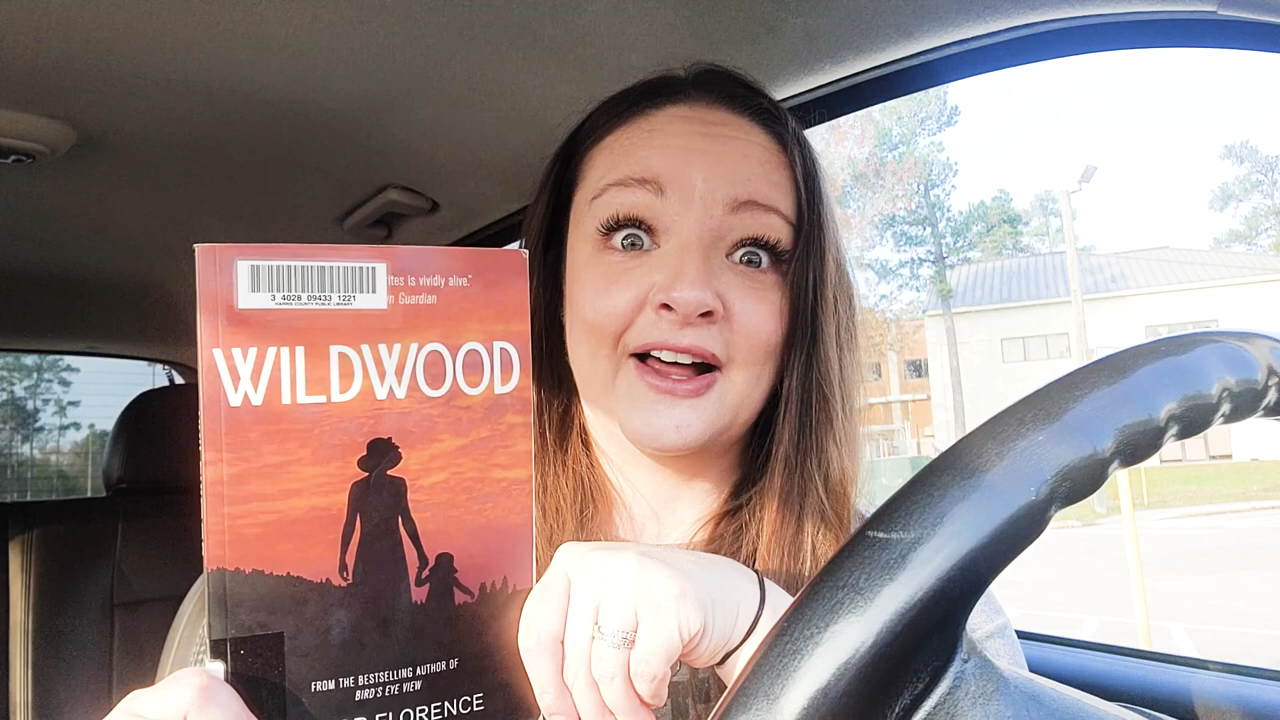 3 4028 09433 1221
HARRIS COUNTY PUBLIC LIBRARY
ites is vividly alive."
n Guardian
WILDWOOD
FROM THE BESTSELLING AUTHOR OF
BIRD'S EYE VIEW
FLORENCE